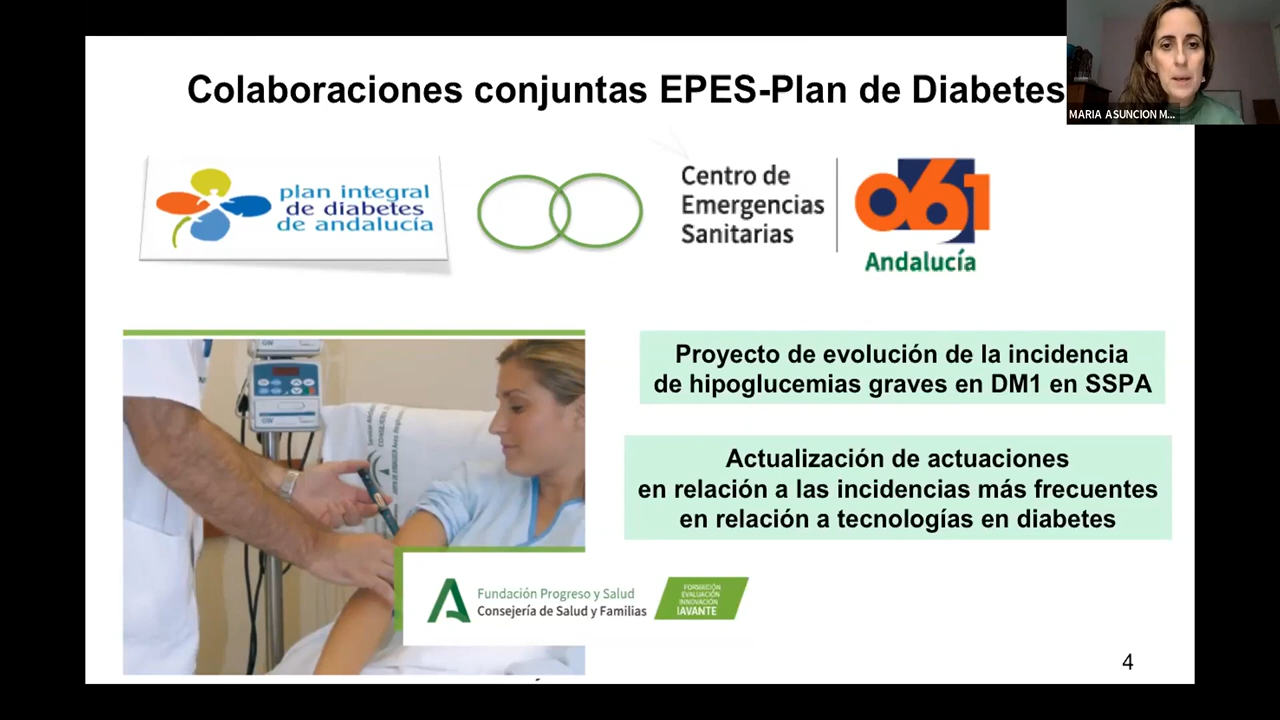 Colaboraciones conjuntas EPES-Plan de Diabetes
MARIA ASUNCION M...
plan integral
de diabetes
de andalucía
Centro de
Emergencias
Sanitarias
061
Andalucía
Proyecto de evolución de la incidencia
de hipoglucemias graves en DM1 en SSPA
Actualización de actuaciones
en relación a las incidencias más frecuentes
en relación a tecnologías en diabetes
Fundación Progreso y Salud
Consejería de Salud y Familias
FORMACIÓN
EVALUACIÓN
INNOVACIÓN
IAVANTE
4